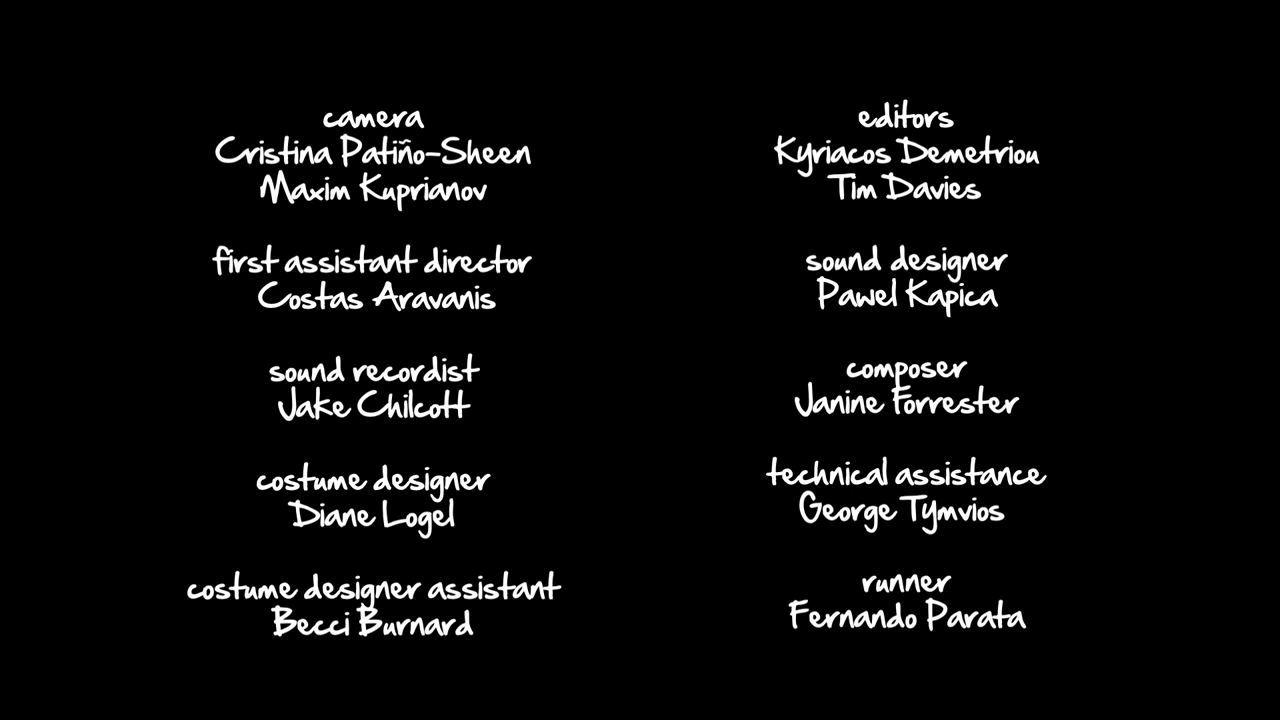 camera
Cristina Patiño-Sheen
Maxim Kuprianov
first assistant director
Costas Aravanis
sound recordist
Jake Chilcott
costume designer
Diane Logel
costume designer assistant
Becci Burnard
editors
Kyriacos Demetriou
Tim Davies
sound designer
Pawel Kapica
composer
Janine Forrester
technical assistance
George Tymvios
runner
Fernando Parata